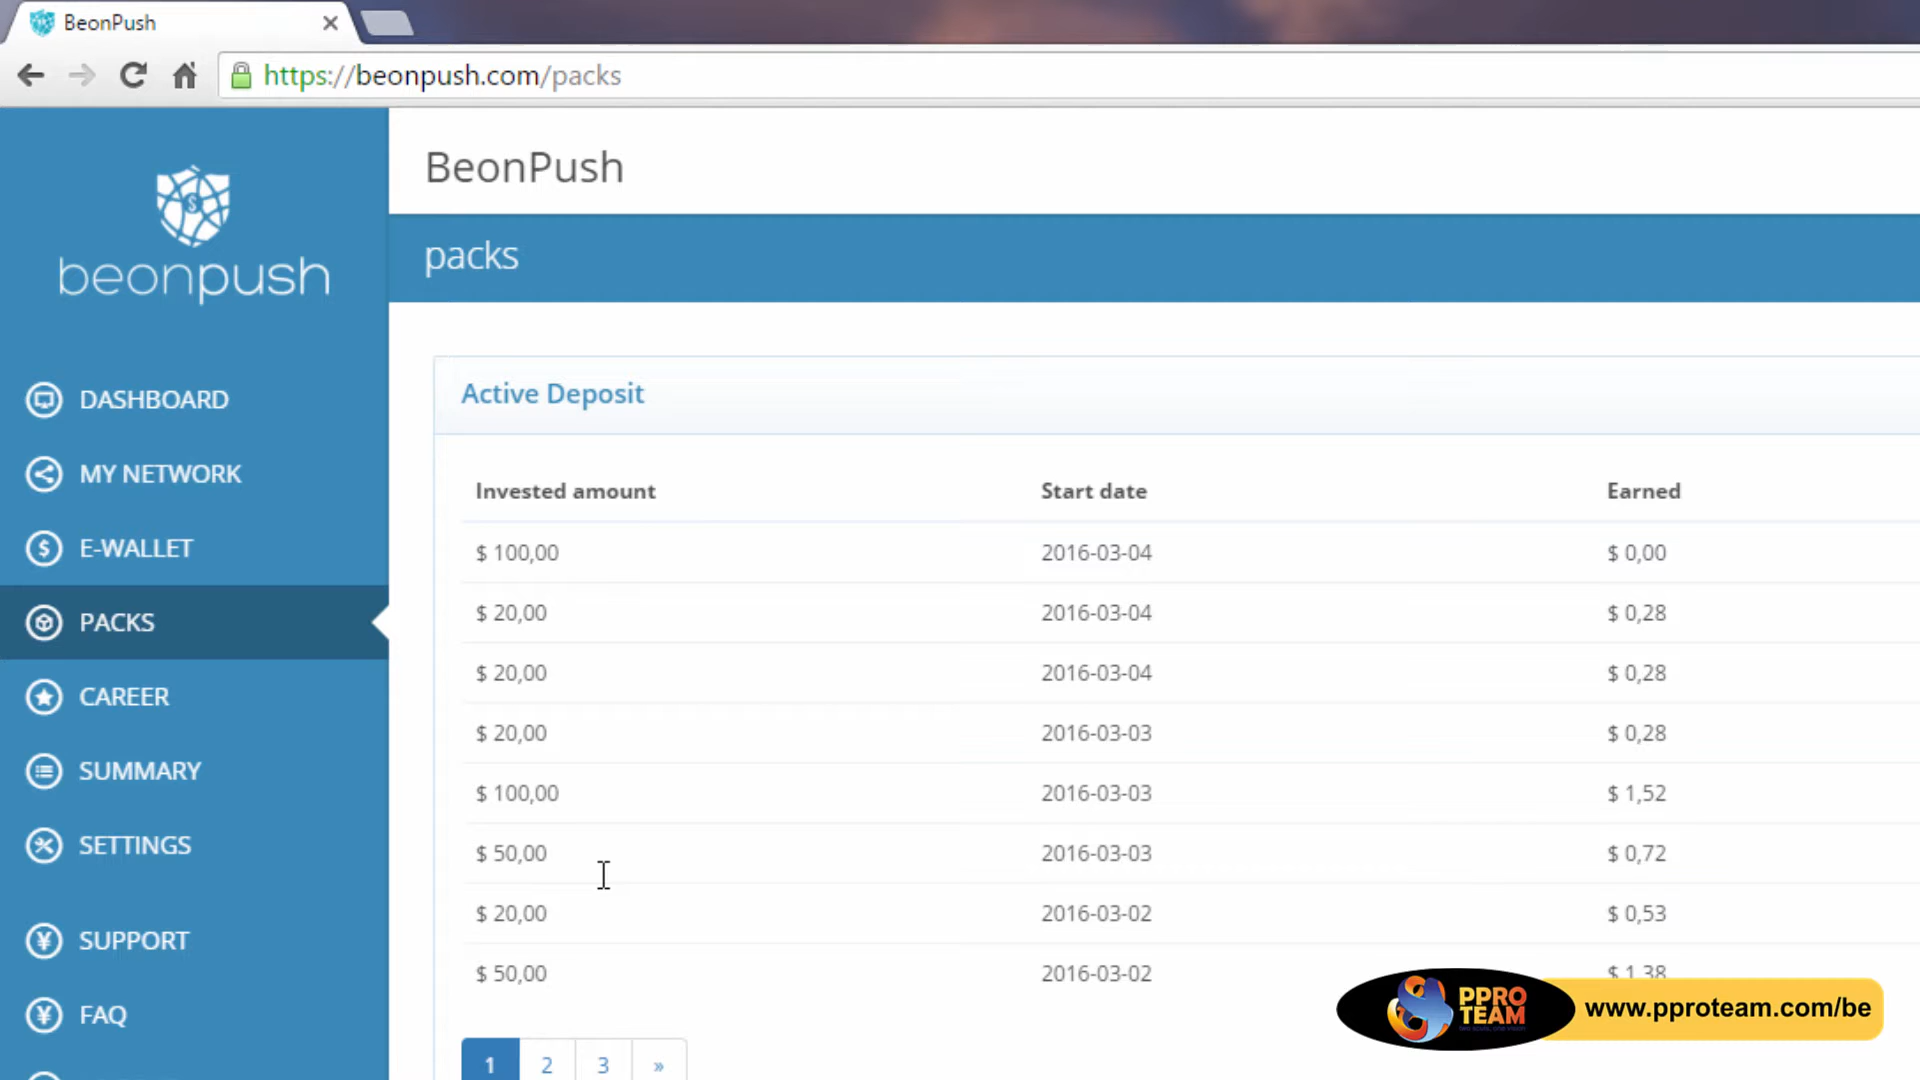 BeonPush
https://beonpush.com/packs
beonpush
BeonPush
packs
DASHBOARD
MY NETWORK
E-WALLET
PACKS
CAREER
SUMMARY
SETTINGS
SUPPORT
FAQ
Active Deposit
Invested amount Start date Earned
$ 100,00 2016-03-04 $ 0,00
$ 20,00 2016-03-04 $ 0,28
$ 20,00 2016-03-04 $ 0,28
$ 20,00 2016-03-03 $ 0,28
$ 100,00 2016-03-03 $ 1,52
$ 50,00 2016-03-03 $ 0,72
$ 20,00 2016-03-02 $ 0,53
$ 50,00 2016-03-02 $ 1,38
1 2 3 »
PPRO
TEAM
www.pproteam.com/be